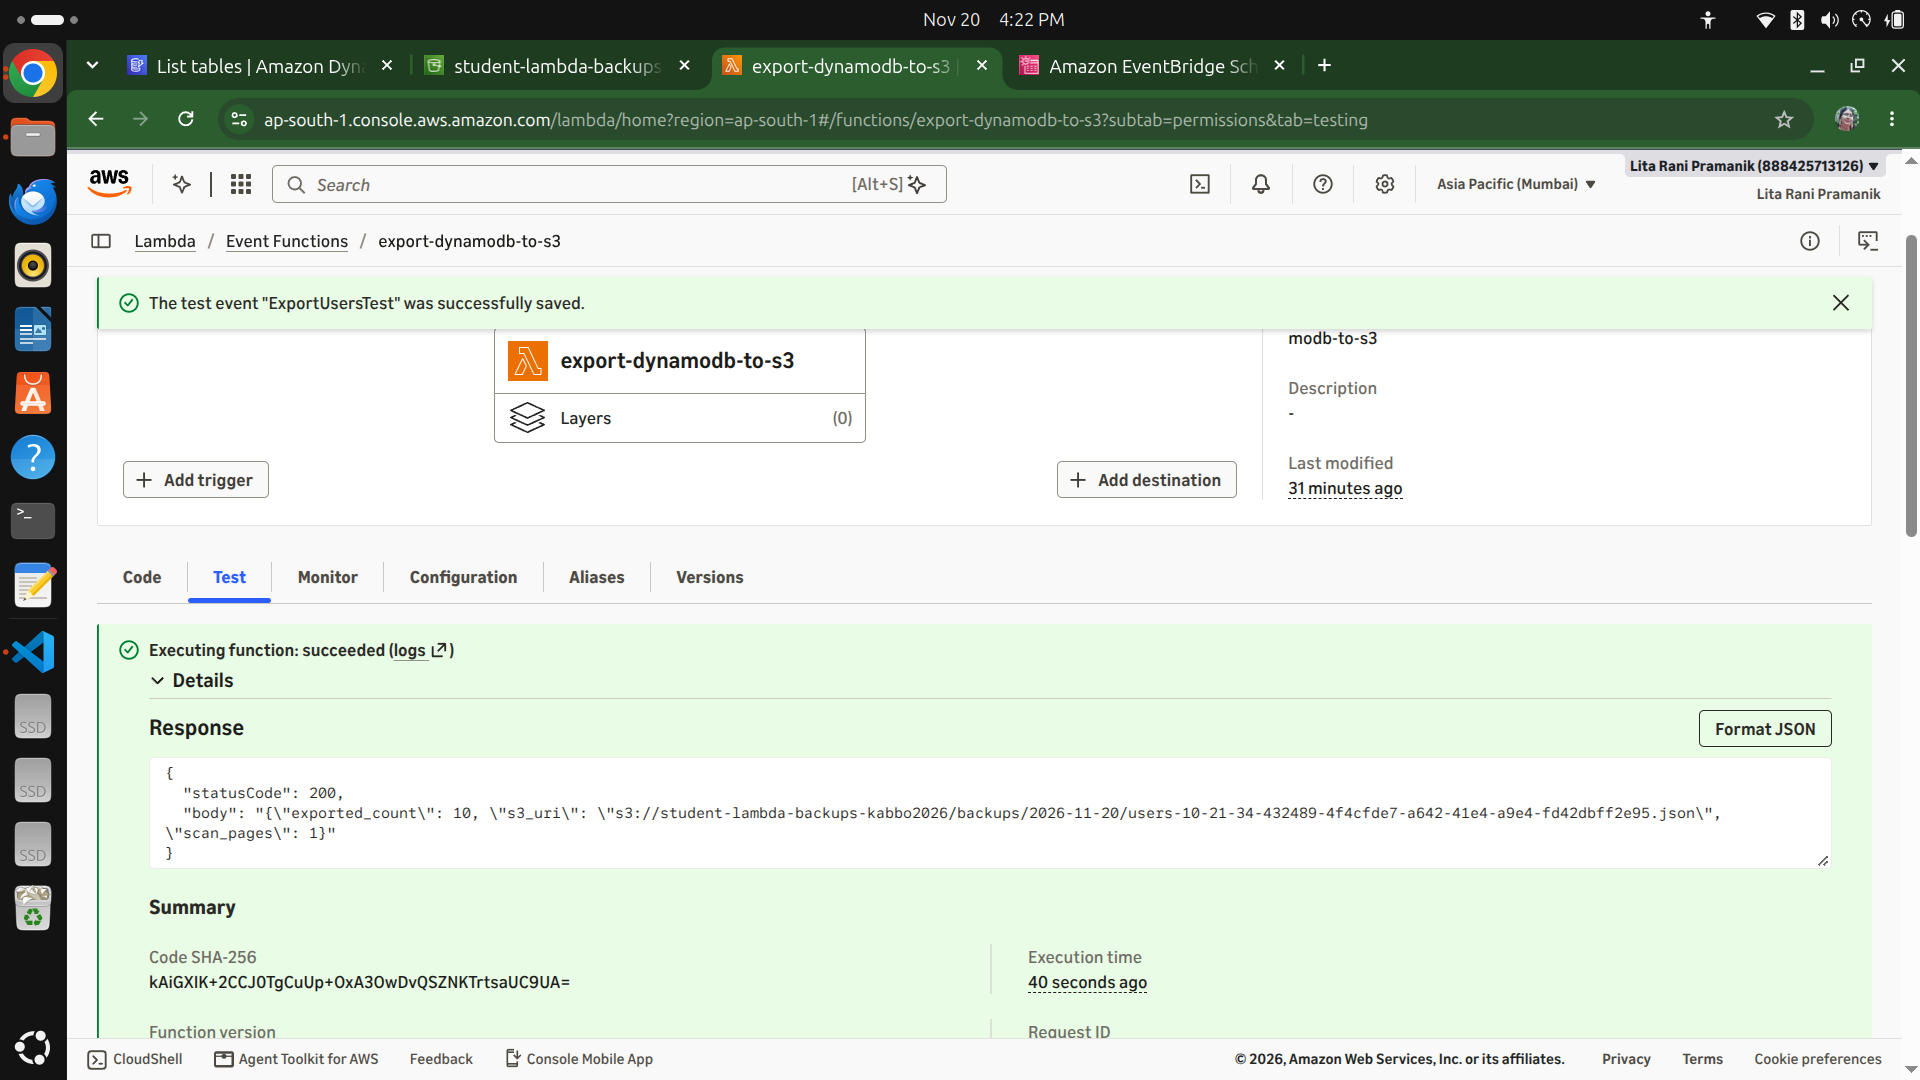 Nov 20 4:22 PM
List tables | Amazon Dyn
student-lambda-backups
export-dynamodb-to-s3
Amazon EventBridge Sch
ap-south-1.console.aws.amazon.com/lambda/home?region=ap-south-1#/functions/export-dynamodb-to-s3?subtab=permissions&tab=testing
aws
Search
[Alt+S]
Asia Pacific (Mumbai)
Lita Rani Pramanik (888425713126)
Lita Rani Pramanik
Lambda / Event Functions / export-dynamodb-to-s3
The test event "ExportUsersTest" was successfully saved.
export-dynamodb-to-s3
Layers (0)
+ Add trigger
+ Add destination
modb-to-s3
Description
-
Last modified
31 minutes ago
Code
Test
Monitor
Configuration
Aliases
Versions
Executing function: succeeded (logs)
Details
Response
Format JSON
{
"statusCode": 200,
"body": "{\"exported_count\": 10, \"s3_uri\": \"s3://student-lambda-backups-kabbo2026/backups/2026-11-20/users-10-21-34-432489-4f4cfde7-a642-41e4-a9e4-fd42dbff2e95.json\",
\"scan_pages\": 1}"
}
Summary
Code SHA-256
kAiGXIK+2CCJ0TgCuUp+OxA3OwDvQSZNKTrtsaUC9UA=
Execution time
40 seconds ago
Function version
Request ID
SSD
SSD
SSD
CloudShell
Agent Toolkit for AWS
Feedback
Console Mobile App
© 2026, Amazon Web Services, Inc. or its affiliates.
Privacy
Terms
Cookie preferences